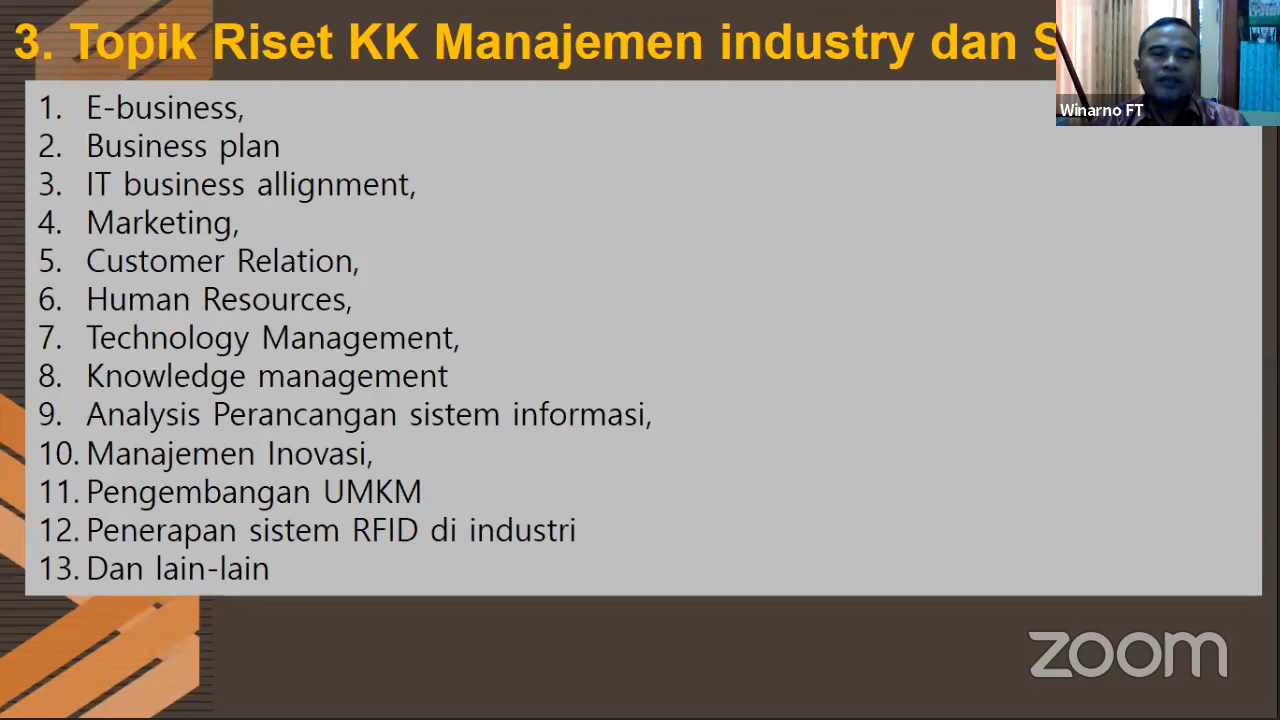 3. Topik Riset KK Manajemen industry dan S
Winarno FT
1. E-business,
2. Business plan
3. IT business allignment,
4. Marketing,
5. Customer Relation,
6. Human Resources,
7. Technology Management,
8. Knowledge management
9. Analysis Perancangan sistem informasi,
10. Manajemen Inovasi,
11. Pengembangan UMKM
12. Penerapan sistem RFID di industri
13. Dan lain-lain
zoom